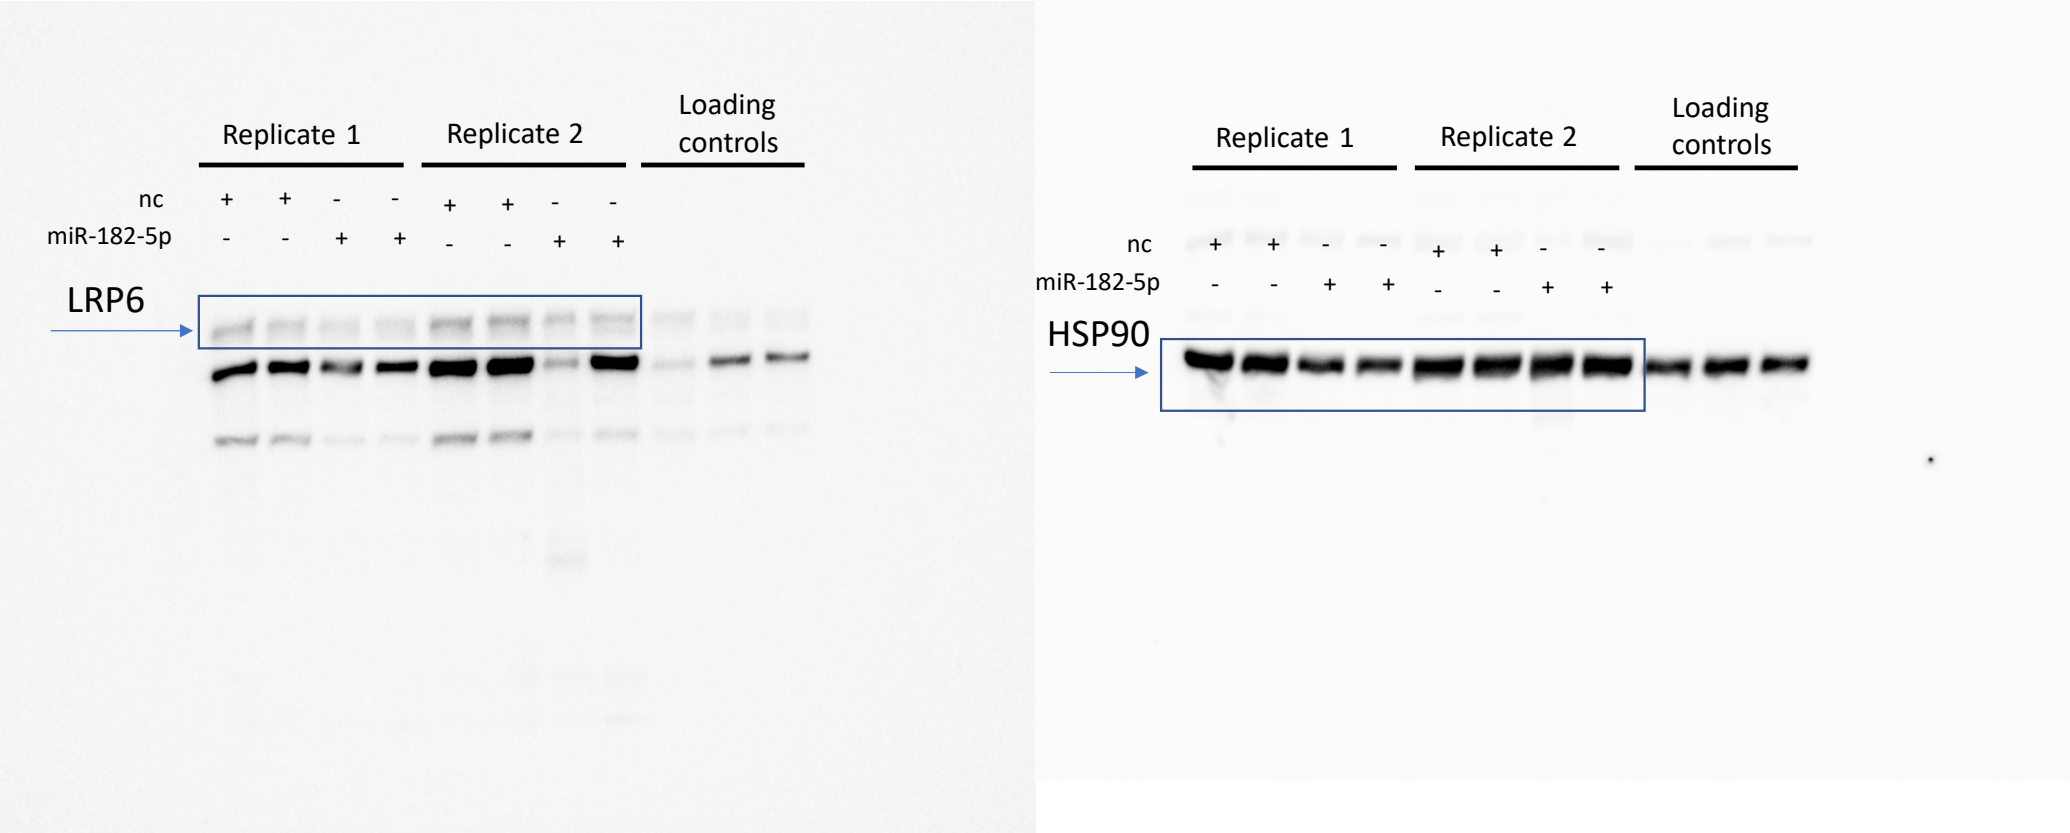 Replicate 1
Replicate 2
Loading
controls
nc + + - - + + - -
miR-182-5p - - + + - - + +
LRP6
Replicate 1
Replicate 2
Loading
controls
nc + + - - + + - -
miR-182-5p - - + + - - + +
HSP90